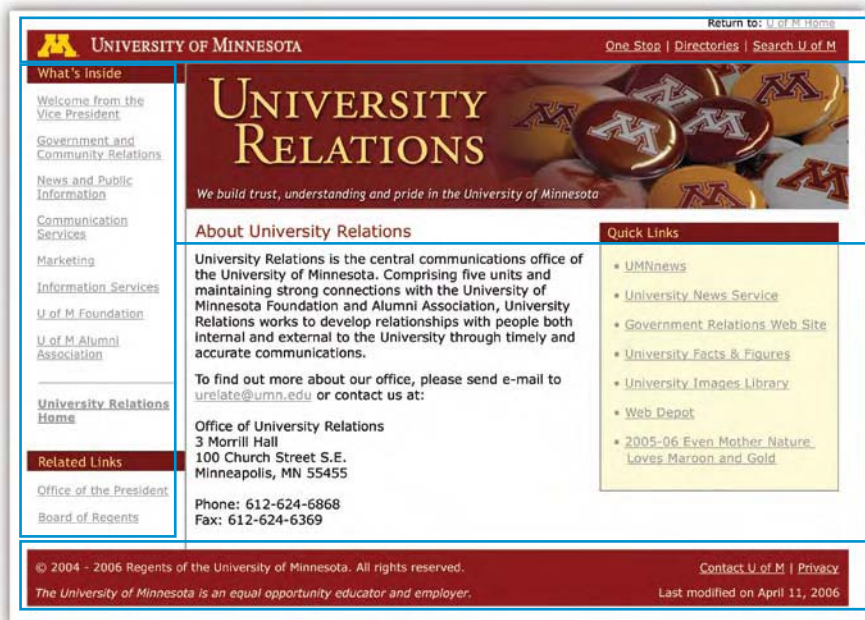 Return to: U of M Home
M UNIVERSITY OF MINNESOTA
One Stop | Directories | Search U of M
What's Inside
Welcome from the
Vice President
Government and
Community Relations
News and Public
Information
Communication
Services
Marketing
Information Services
U of M Foundation
U of M Alumni
Association
University Relations
Home
Related Links
Office of the President
Board of Regents
UNIVERSITY
RELATIONS
We build trust, understanding and pride in the University of Minnesota
About University Relations
University Relations is the central communications office of
the University of Minnesota. Comprising five units and
maintaining strong connections with the University of
Minnesota Foundation and Alumni Association, University
Relations works to develop relationships with people both
internal and external to the University through timely and
accurate communications.
To find out more about our office, please send e-mail to
urelate@umn.edu or contact us at:
Office of University Relations
3 Morrill Hall
100 Church Street S.E.
Minneapolis, MN 55455
Phone: 612-624-6868
Fax: 612-624-6369
Quick Links
• UMNnews
• University News Service
• Government Relations Web Site
• University Facts & Figures
• University Images Library
• Web Depot
• 2005-06 Even Mother Nature
Loves Maroon and Gold
© 2004 - 2006 Regents of the University of Minnesota. All rights reserved.
The University of Minnesota is an equal opportunity educator and employer.
Contact U of M | Privacy
Last modified on April 11, 2006